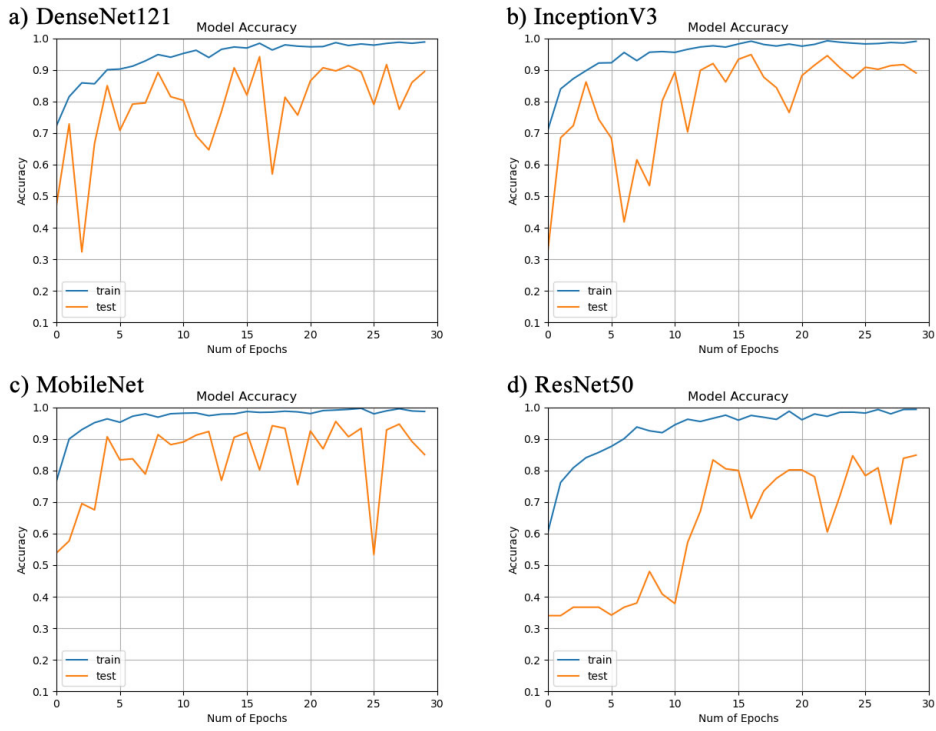 a) DenseNet121
Model Accuracy
1.0
0.9
0.8
0.7
0.6
0.5
0.4
0.3
0.2
0.1
Accuracy
train
test
0 5 10 15 20 25 30
Num of Epochs
b) InceptionV3
Model Accuracy
1.0
0.9
0.8
0.7
0.6
0.5
0.4
0.3
0.2
0.1
Accuracy
train
test
0 5 10 15 20 25 30
Num of Epochs
c) MobileNet
Model Accuracy
1.0
0.9
0.8
0.7
0.6
0.5
0.4
0.3
0.2
0.1
Accuracy
train
test
0 5 10 15 20 25 30
Num of Epochs
d) ResNet50
Model Accuracy
1.0
0.9
0.8
0.7
0.6
0.5
0.4
0.3
0.2
0.1
Accuracy
train
test
0 5 10 15 20 25 30
Num of Epochs